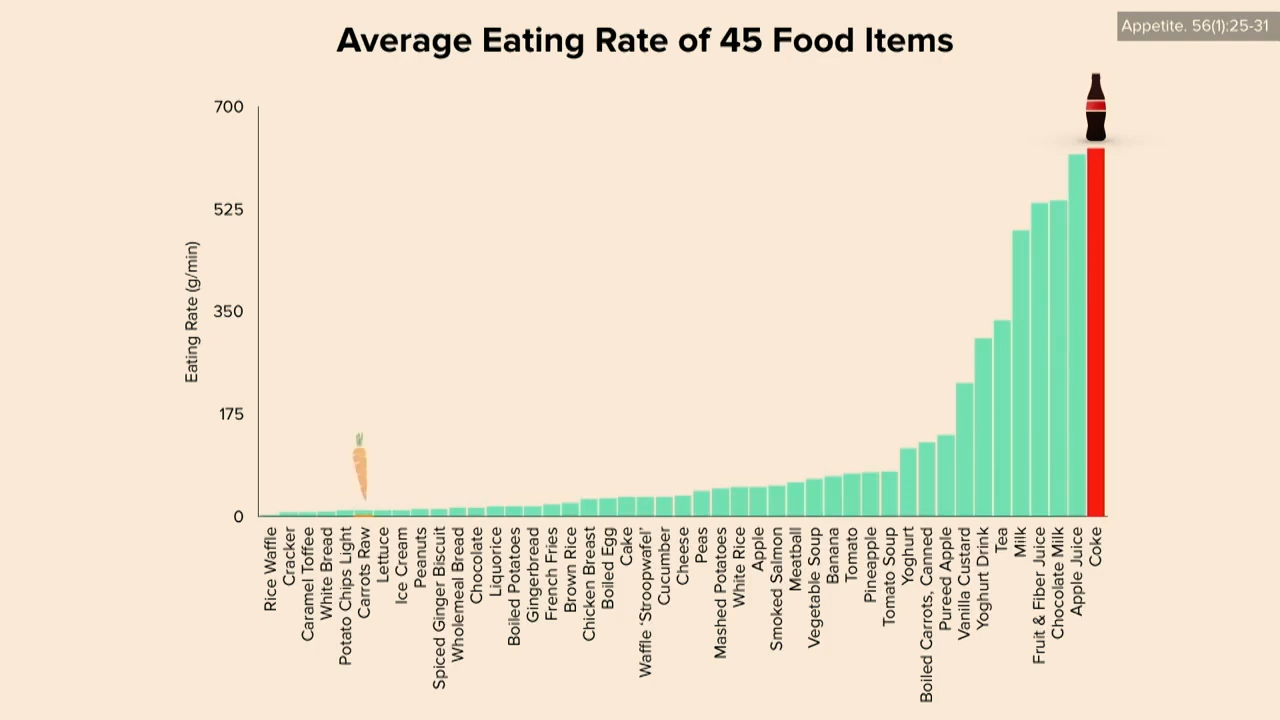 Average Eating Rate of 45 Food Items
Appetite. 56(1):25-31
Eating Rate (g/min)
700
525
350
175
0
Rice Waffle
Cracker
Caramel Toffee
White Bread
Potato Chips Light
Carrots Raw
Lettuce
Ice Cream
Peanuts
Spiced Ginger Biscuit
Wholemeal Bread
Chocolate
Liquorice
Boiled Potatoes
Gingerbread
French Fries
Brown Rice
Chicken Breast
Boiled Egg
Cake
Waffle ‘Stroopwafel’
Cucumber
Cheese
Peas
Mashed Potatoes
White Rice
Apple
Smoked Salmon
Meatball
Vegetable Soup
Banana
Tomato
Pineapple
Tomato Soup
Yoghurt
Boiled Carrots, Canned
Pureed Apple
Vanilla Custard
Yoghurt Drink
Tea
Milk
Fruit & Fiber Juice
Chocolate Milk
Apple Juice
Coke